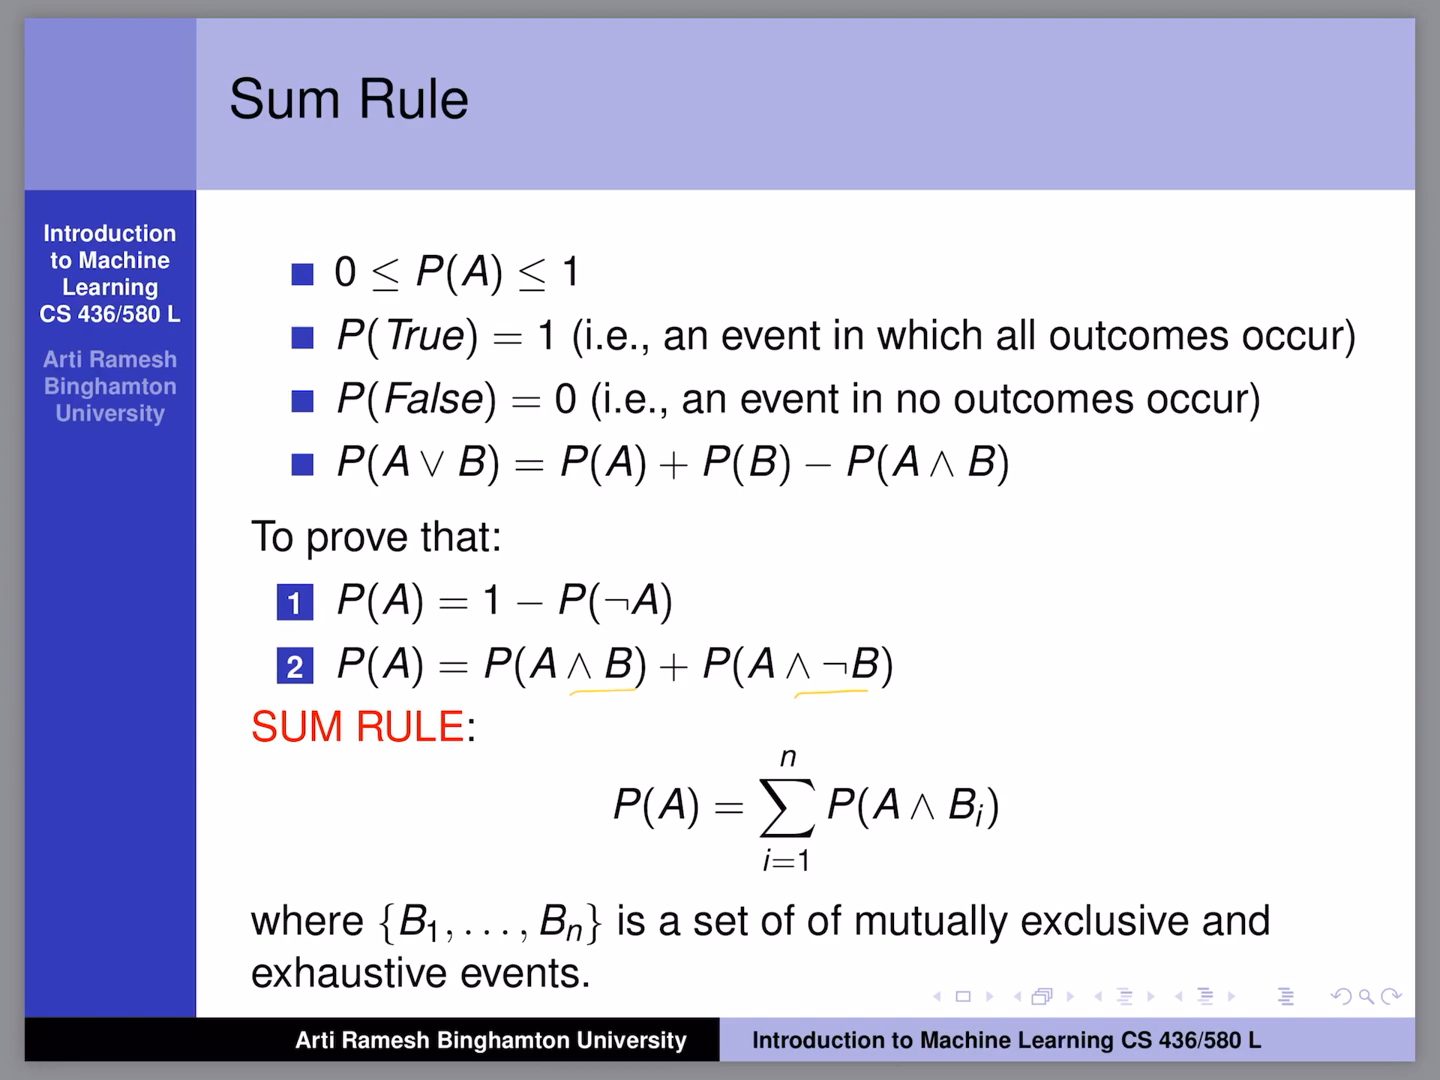 Sum Rule
Introduction
to Machine
Learning
CS 436/580 L
Arti Ramesh
Binghamton
University
0 ≤ P(A) ≤ 1
P(True) = 1 (i.e., an event in which all outcomes occur)
P(False) = 0 (i.e., an event in no outcomes occur)
P(A ∨ B) = P(A) + P(B) − P(A ∧ B)
To prove that:
1 P(A) = 1 − P(¬A)
2 P(A) = P(A ∧ B) + P(A ∧ ¬B)
SUM RULE:
P(A) = ∑_{i=1}^{n} P(A ∧ B_i)
where {B₁, . . . , Bₙ} is a set of of mutually exclusive and
exhaustive events.
Arti Ramesh Binghamton University
Introduction to Machine Learning CS 436/580 L